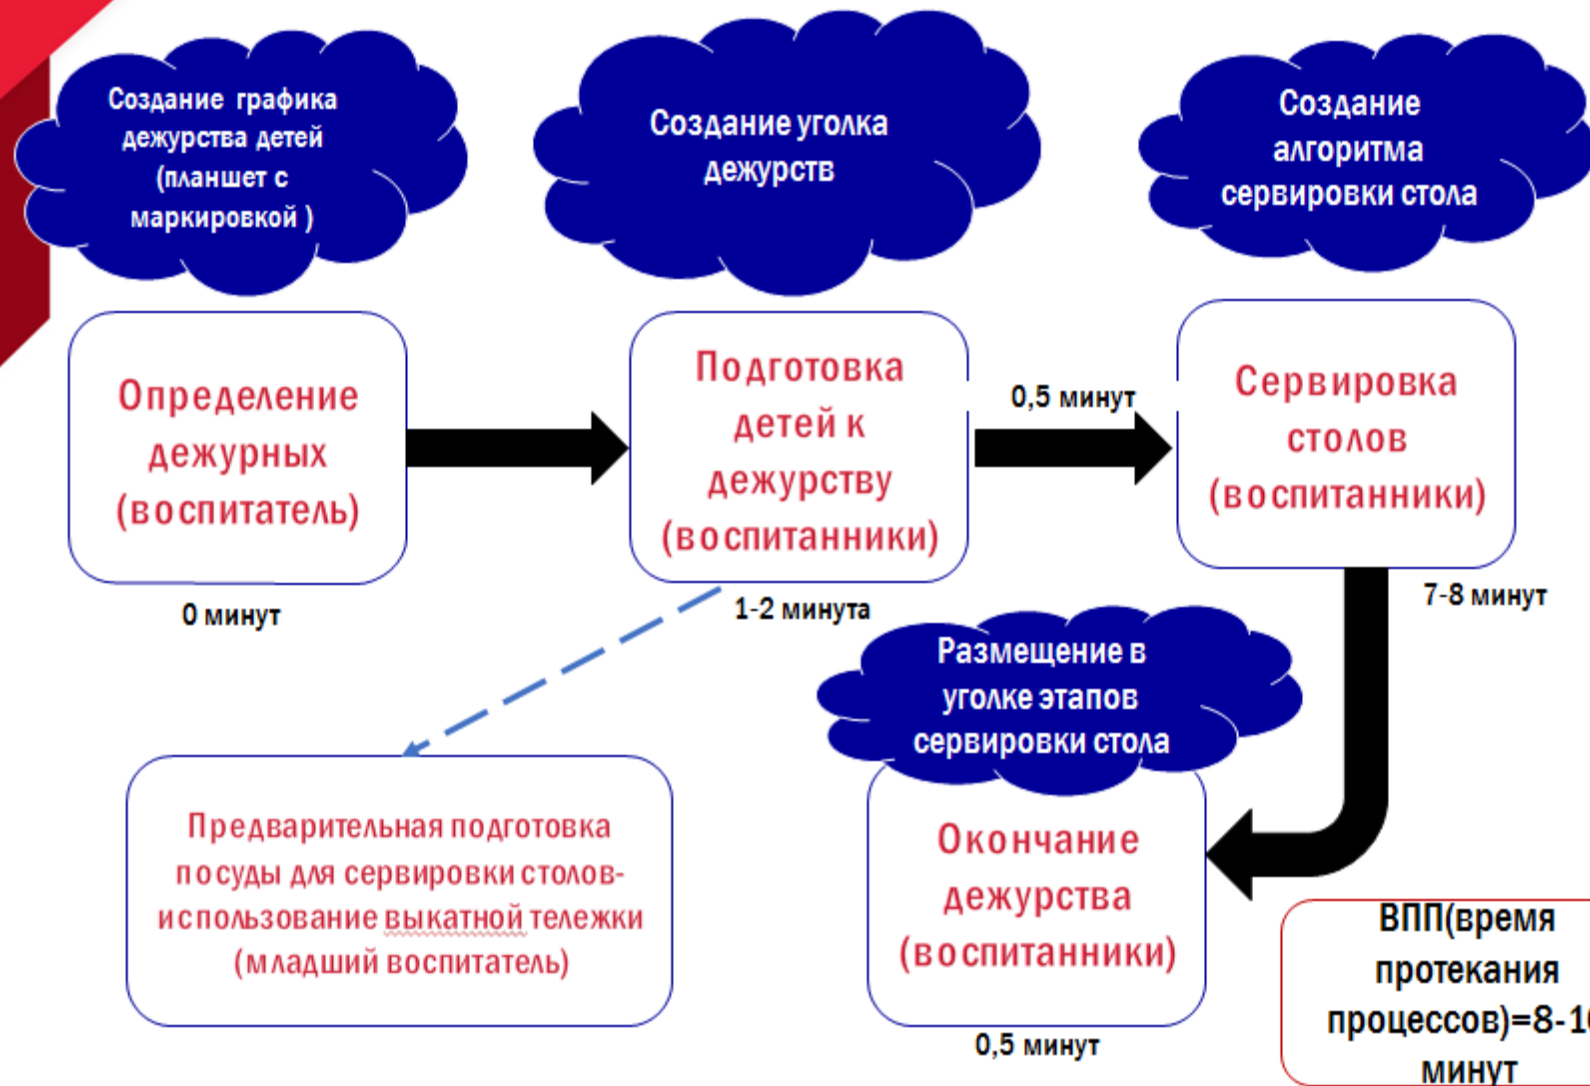 Создание графика
дежурства детей
(планшет с
маркировкой )
Создание уголка
дежурств
Создание
алгоритма
сервировки стола
Определение
дежурных
(воспитатель)
0 минут
Подготовка
детей к
дежурству
(воспитанники)
1-2 минута
0,5 минут
Сервировка
столов
(воспитанники)
7-8 минут
Предварительная подготовка
посуды для сервировки столов-
использование выкатной тележки
(младший воспитатель)
Размещение в
уголке этапов
сервировки стола
Окончание
дежурства
(воспитанники)
0,5 минут
ВПП(время
протекания
процессов)=8-1
минут